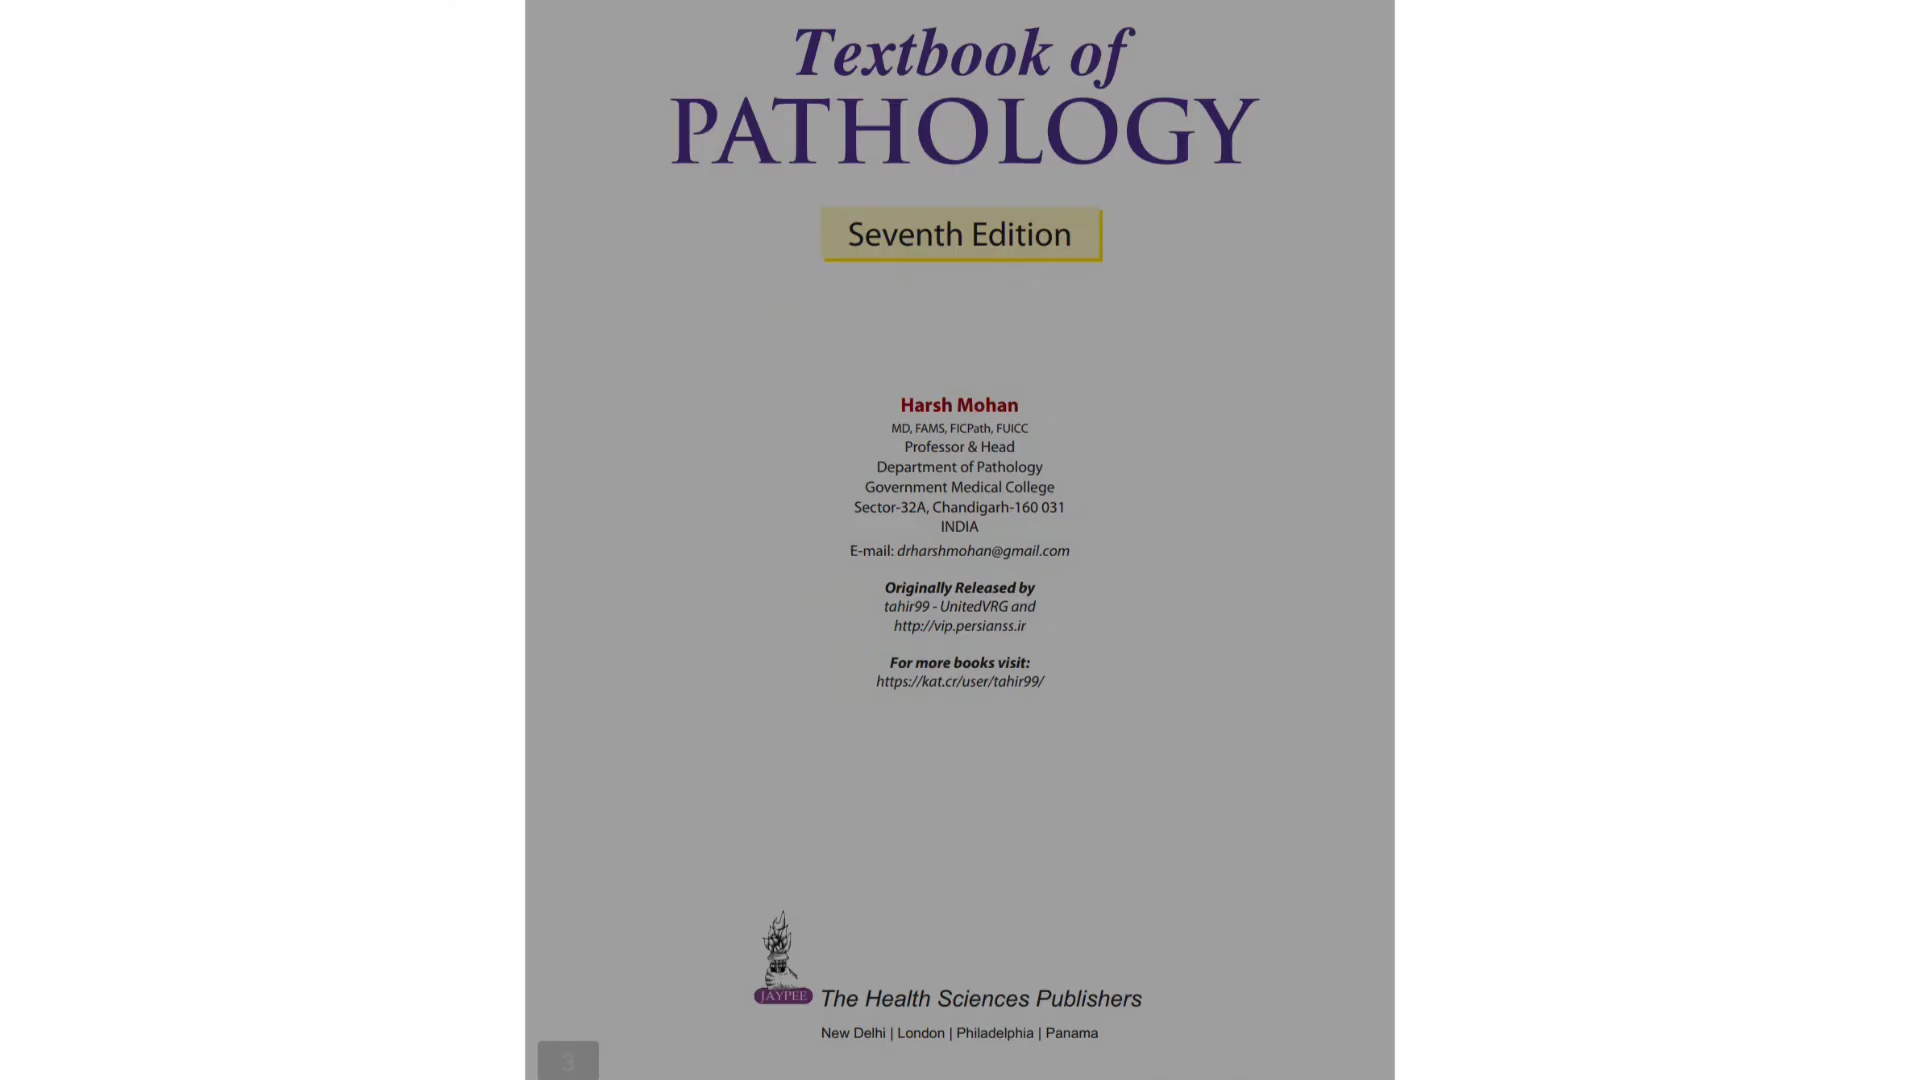 Textbook of
PATHOLOGY
Seventh Edition
Harsh Mohan
MD, FAMS, FICPath, FUICC
Professor & Head
Department of Pathology
Government Medical College
Sector-32A, Chandigarh-160 031
INDIA
E-mail: drharshmohan@gmail.com
Originally Released by
tahir99 - UnitedVRG and
http://vip.persianss.ir
For more books visit:
https://kat.cr/user/tahir99/
JAYPEE The Health Sciences Publishers
New Delhi | London | Philadelphia | Panama
3